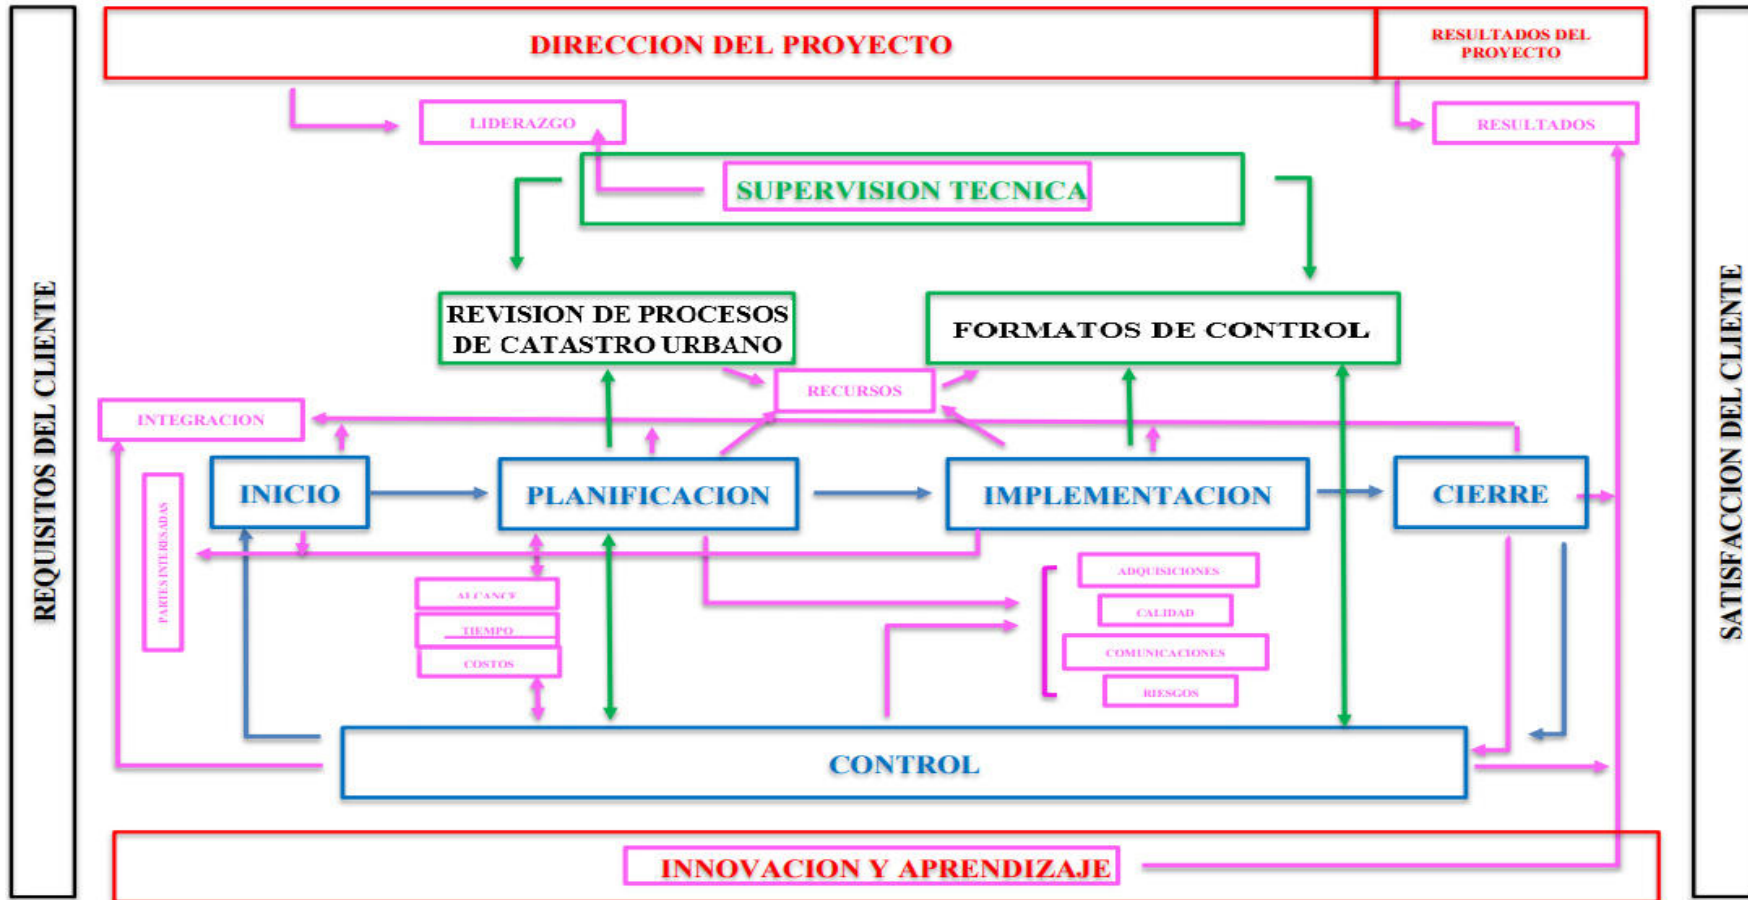 DIRECCION DEL PROYECTO
RESULTADOS DEL
PROYECTO
LIDERAZGO
RESULTADOS
SUPERVISION TECNICA
REQUISITOS DEL CLIENTE
SATISFACCION DEL CLIENTE
REVISION DE PROCESOS
DE CATASTRO URBANO
FORMATOS DE CONTROL
RECURSOS
INTEGRACION
PARTES INTERESADAS
INICIO
PLANIFICACION
IMPLEMENTACION
CIERRE
ALCANCE
TIEMPO
COSTOS
ADQUISICIONES
CALIDAD
COMUNICACIONES
RIESGOS
CONTROL
INNOVACION Y APRENDIZAJE